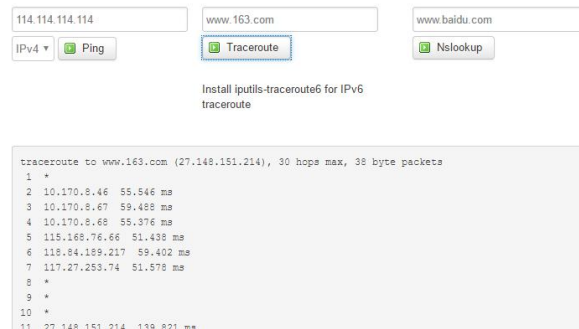 114.114.114.114 www.163.com www.baidu.com
IPv4 Ping Traceroute Nslookup
Install iputils-traceroute6 for IPv6
traceroute
traceroute to www.163.com (27.148.151.214), 30 hops max, 38 byte packets
1 *
2 10.170.8.46 55.546 ms
3 10.170.8.67 59.488 ms
4 10.170.8.68 55.376 ms
5 115.168.76.66 51.438 ms
6 118.84.189.217 59.402 ms
7 117.27.253.74 51.578 ms
8 *
9 *
10 *
11 27.148.151.214 139.821 ms